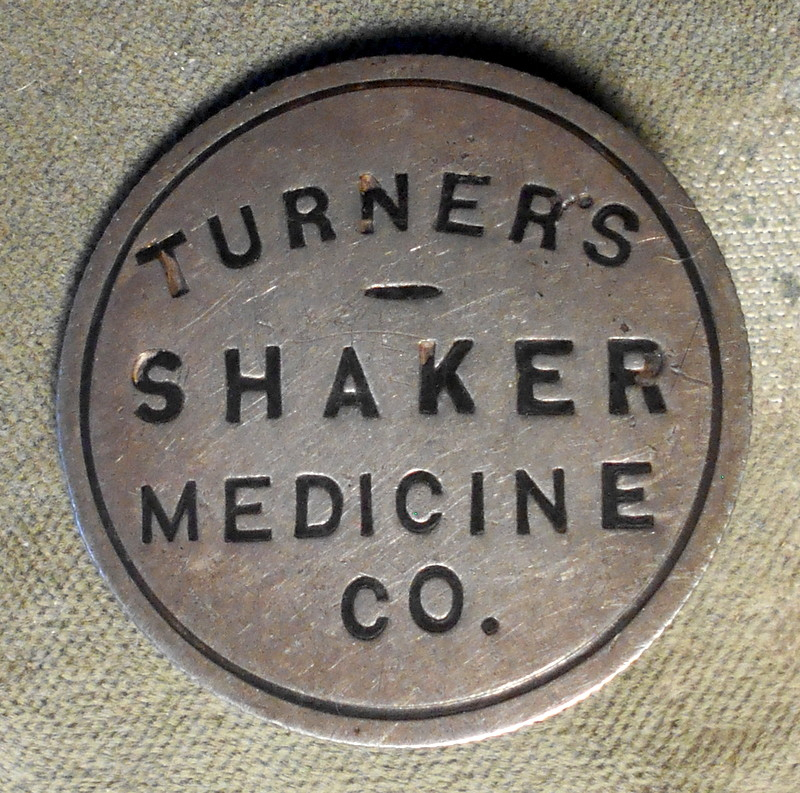 TURNER'S
—
SHAKER
MEDICINE
CO.